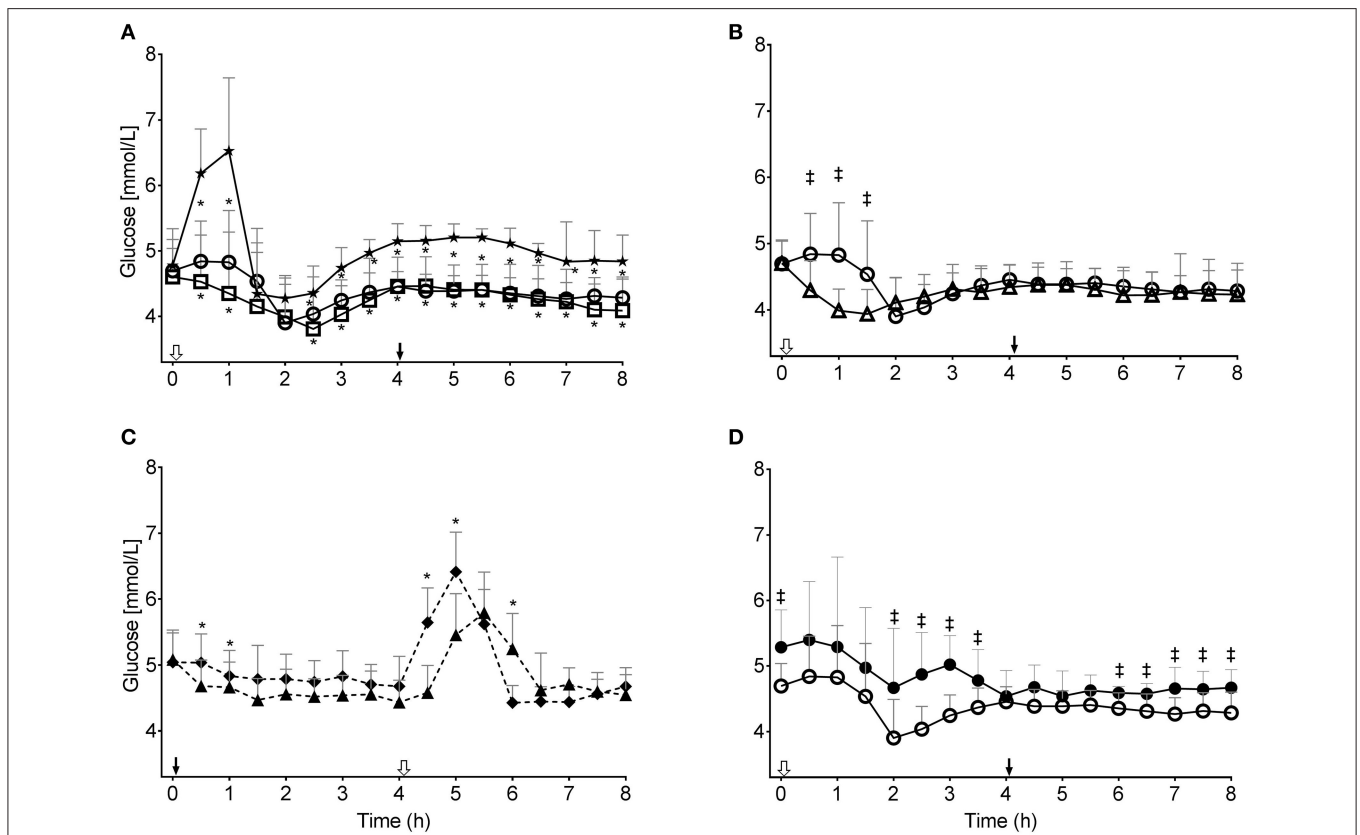 A
B
8
7
6
5
4
Glucose [mmol/L]
* * * * * * * * * * * * *
* * * * * * * * * *
0 1 2 3 4 5 6 7 8
8
7
6
5
4
‡ ‡ ‡
0 1 2 3 4 5 6 7 8
C
D
8
7
6
5
4
Glucose [mmol/L]
* * * * *
0 1 2 3 4 5 6 7 8
Time (h)
8
7
6
5
4
‡ ‡ ‡ ‡ ‡ ‡ ‡ ‡ ‡ ‡
0 1 2 3 4 5 6 7 8
Time (h)